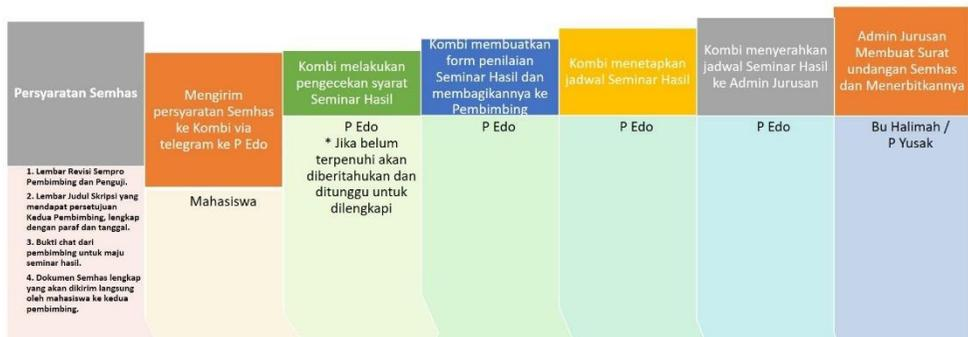 Persyaratan Semhas
1. Lembar Revisi Sempro
Pembimbing dan Penguji.
2. Lembar Judul Skripsi yang
mendapat persetujuan
Kedua Pembimbing, lengkap
dengan paraf dan tanggal.
3. Bukti chat dari
pembimbing untuk maju
seminar hasil.
4. Dokumen Semhas lengkap
yang akan dikirim langsung
oleh mahasiswa ke kedua
pembimbing.
Mengirim
persyaratan Semhas
ke Kombi via
telegram ke P Edo
Mahasiswa
Kombi melakukan
pengecekan syarat
Seminar Hasil
P Edo
* Jika belum
terpenuhi akan
diberitahukan dan
ditunggu untuk
dilengkapi
Kombi membuatkan
form penilaian
Seminar Hasil dan
membagikannya ke
Pembimbing
P Edo
Kombi menetapkan
jadwal Seminar Hasil
P Edo
Kombi menyerahkan
jadwal Seminar Hasil
ke Admin Jurusan
P Edo
Admin Jurusan
Membuat Surat
undangan Semhas
dan Menerbitkannya
Bu Halimah /
P Yusak